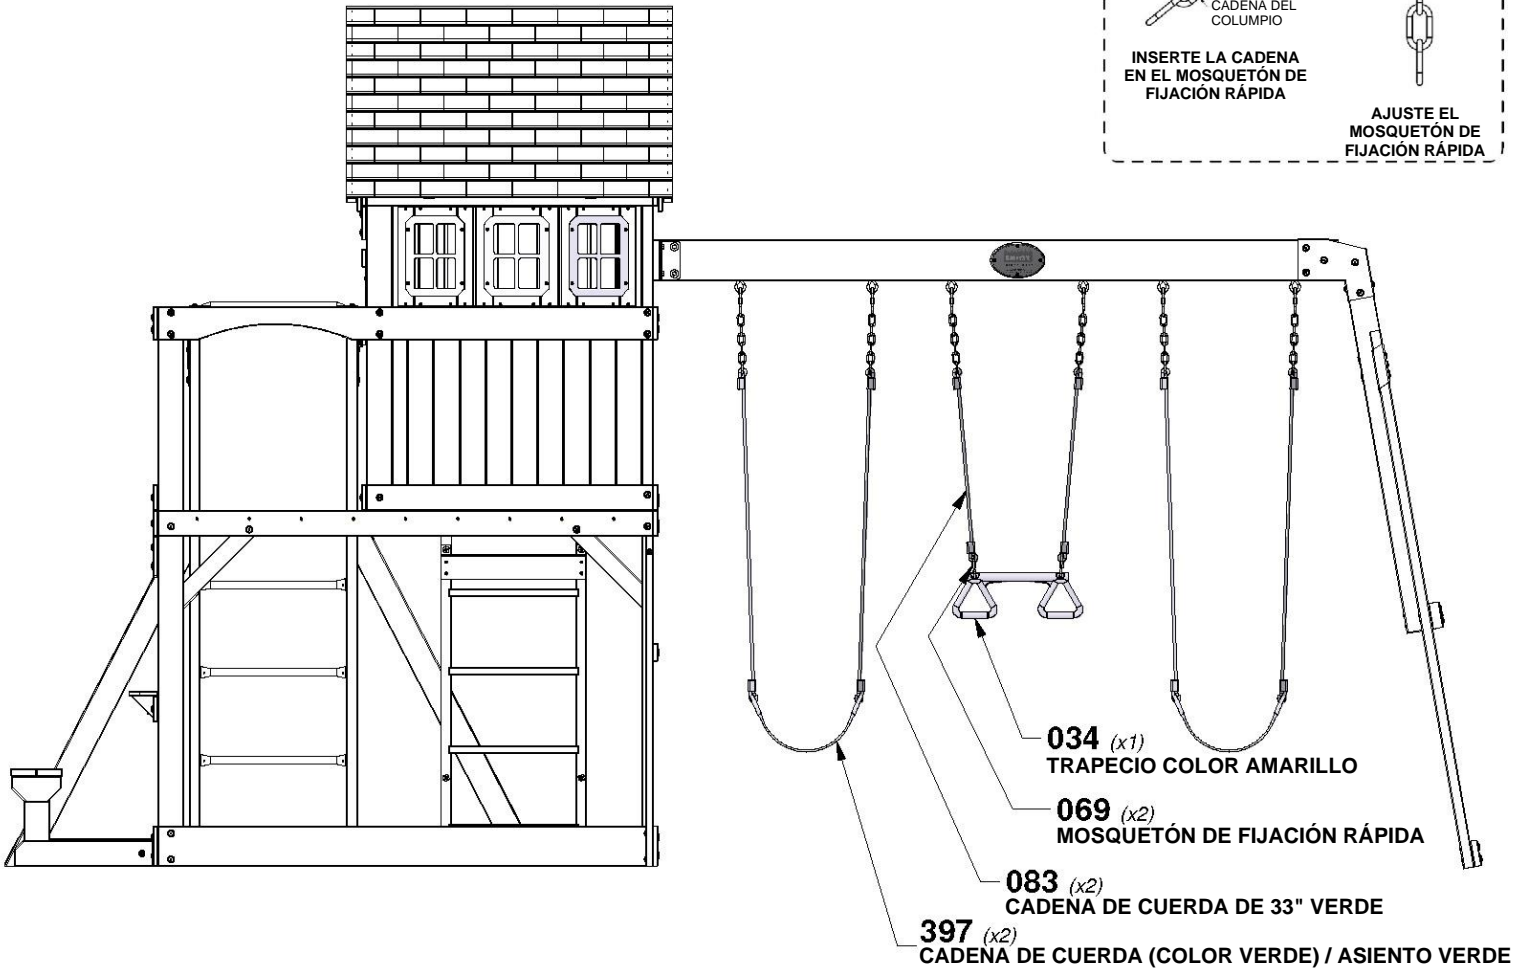 CADENA DEL
COLUMPIO
INSERTE LA CADENA
EN EL MOSQUETÓN DE
FIJACIÓN RÁPIDA
AJUSTE EL
MOSQUETÓN DE
FIJACIÓN RÁPIDA
034 (x1)
TRAPECIO COLOR AMARILLO
069 (x2)
MOSQUETÓN DE FIJACIÓN RÁPIDA
083 (x2)
CADENA DE CUERDA DE 33" VERDE
397 (x2)
CADENA DE CUERDA (COLOR VERDE) / ASIENTO VERDE